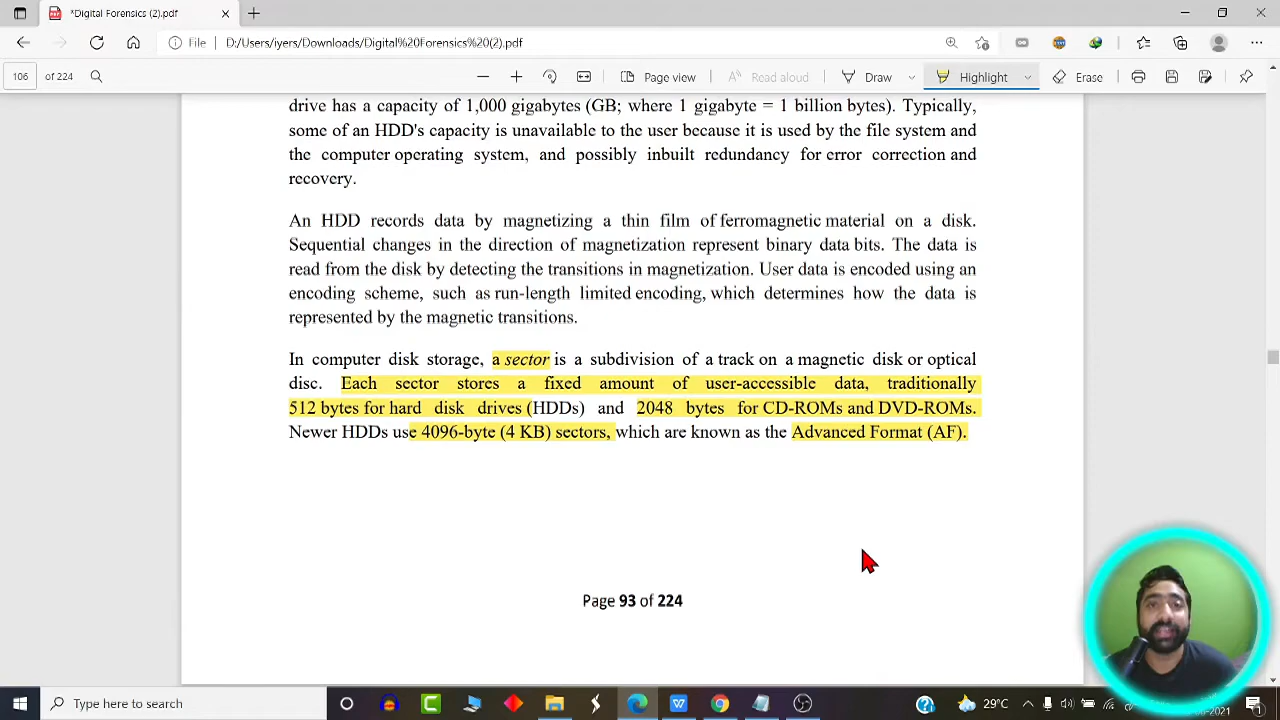 *Digital Forensics (2).pdf
File
D:/Users/iyers/Downloads/Digital%20Forensics%20(2).pdf
106 of 224
Page view
Read aloud
Draw
Highlight
Erase
drive has a capacity of 1,000 gigabytes (GB; where 1 gigabyte = 1 billion bytes). Typically,
some of an HDD's capacity is unavailable to the user because it is used by the file system and
the computer operating system, and possibly inbuilt redundancy for error correction and
recovery.
An HDD records data by magnetizing a thin film of ferromagnetic material on a disk.
Sequential changes in the direction of magnetization represent binary data bits. The data is
read from the disk by detecting the transitions in magnetization. User data is encoded using an
encoding scheme, such as run-length limited encoding, which determines how the data is
represented by the magnetic transitions.
In computer disk storage, a sector is a subdivision of a track on a magnetic disk or optical
disc. Each sector stores a fixed amount of user-accessible data, traditionally
512 bytes for hard disk drives (HDDs) and 2048 bytes for CD-ROMs and DVD-ROMs.
Newer HDDs use 4096-byte (4 KB) sectors, which are known as the Advanced Format (AF).
Page 93 of 224
Type here to search
29°C